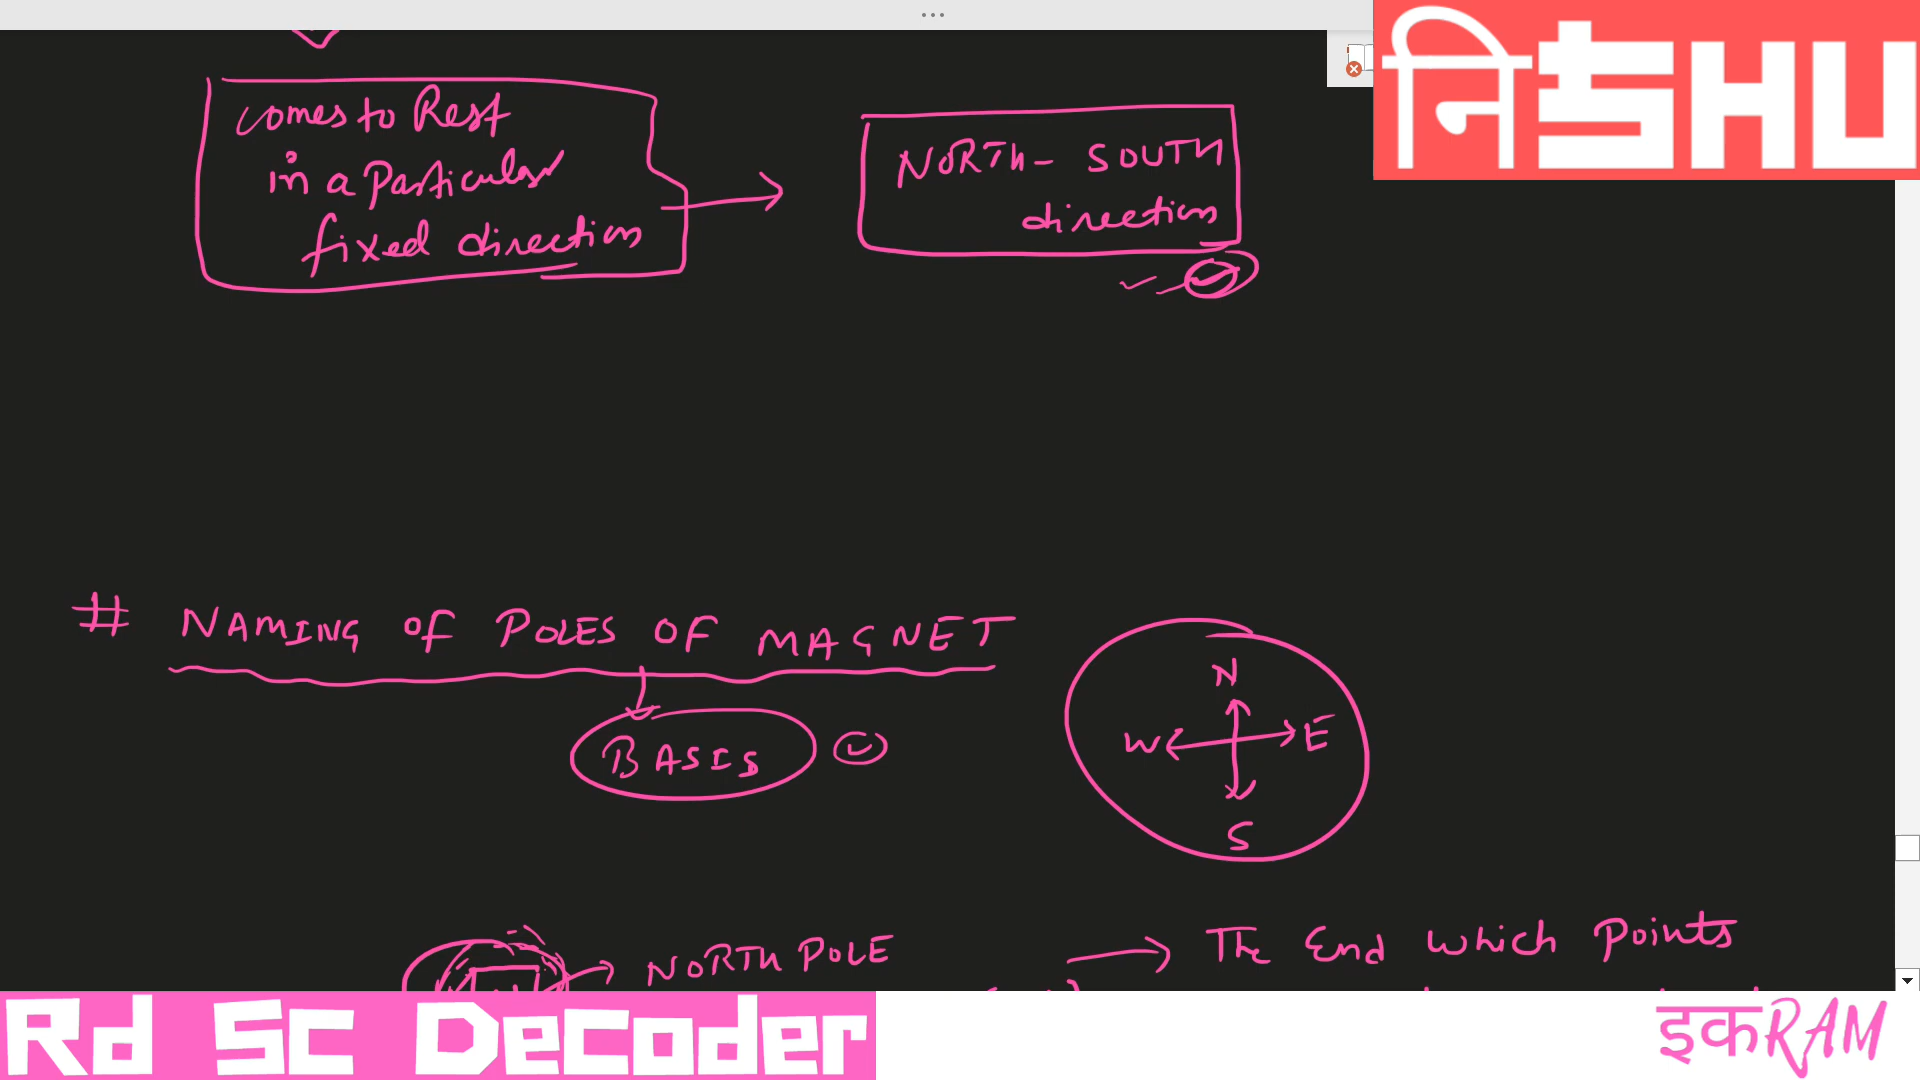 निSHU
comes to Rest
in a particular
fixed direction
NORTH - SOUTH
direction
# NAMING OF POLES OF MAGNET
BASIS
N
W E
S
NORTH POLE
The End which points
Rd Sc Decoder
इकRAM